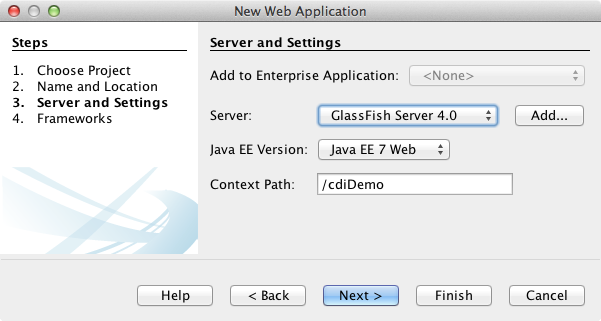 New Web Application
Steps
1. Choose Project
2. Name and Location
3. Server and Settings
4. Frameworks
Server and Settings
Add to Enterprise Application: <None>
Server: GlassFish Server 4.0 Add...
Java EE Version: Java EE 7 Web
Context Path: /cdiDemo
Help < Back Next > Finish Cancel